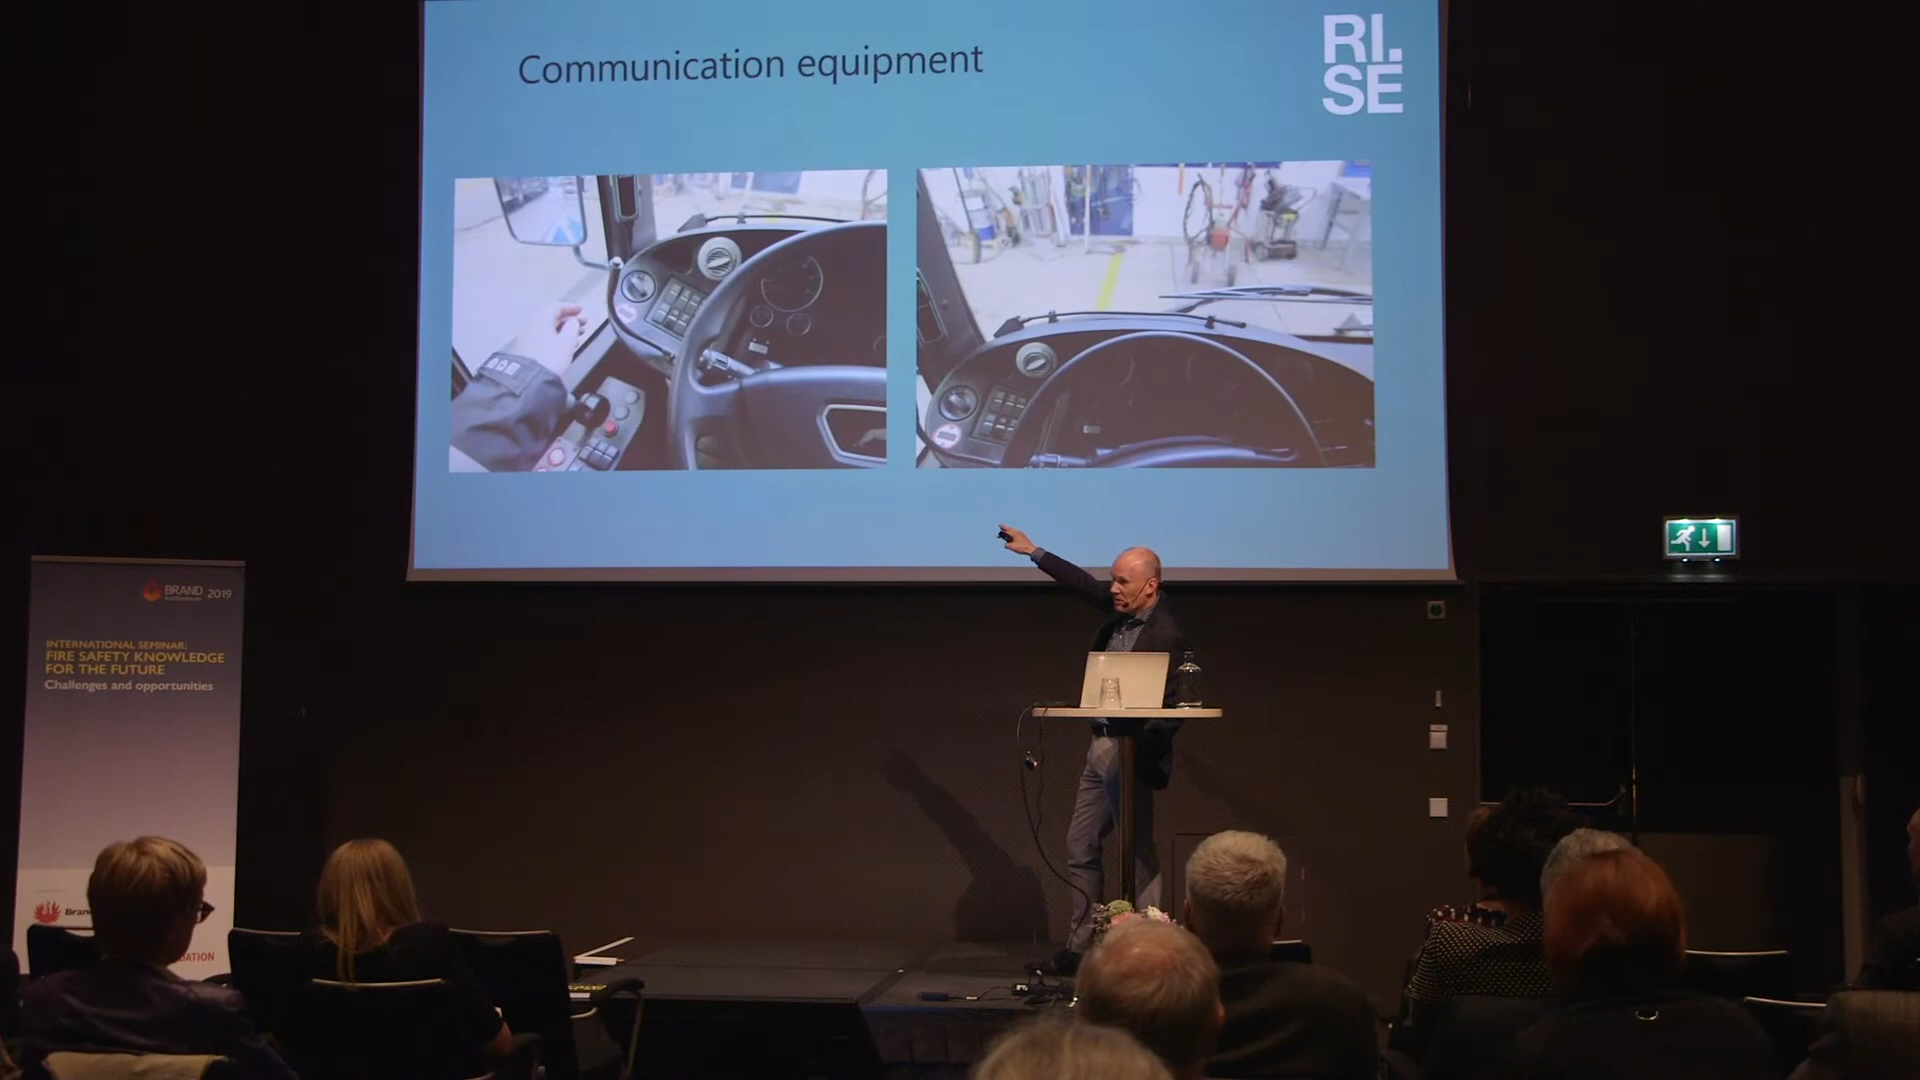 Communication equipment
RI.
SE
BRAND 2019
INTERNATIONAL SEMINAR:
FIRE SAFETY KNOWLEDGE
FOR THE FUTURE
Challenges and opportunities